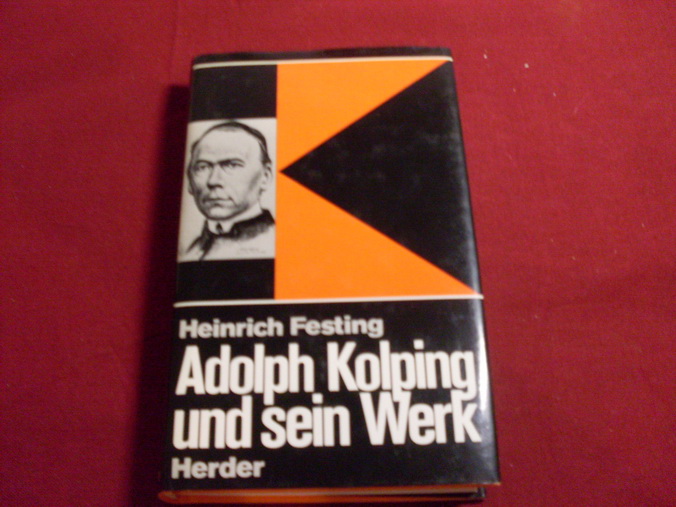 Heinrich Festing
Adolph Kolping
und sein Werk
Herder